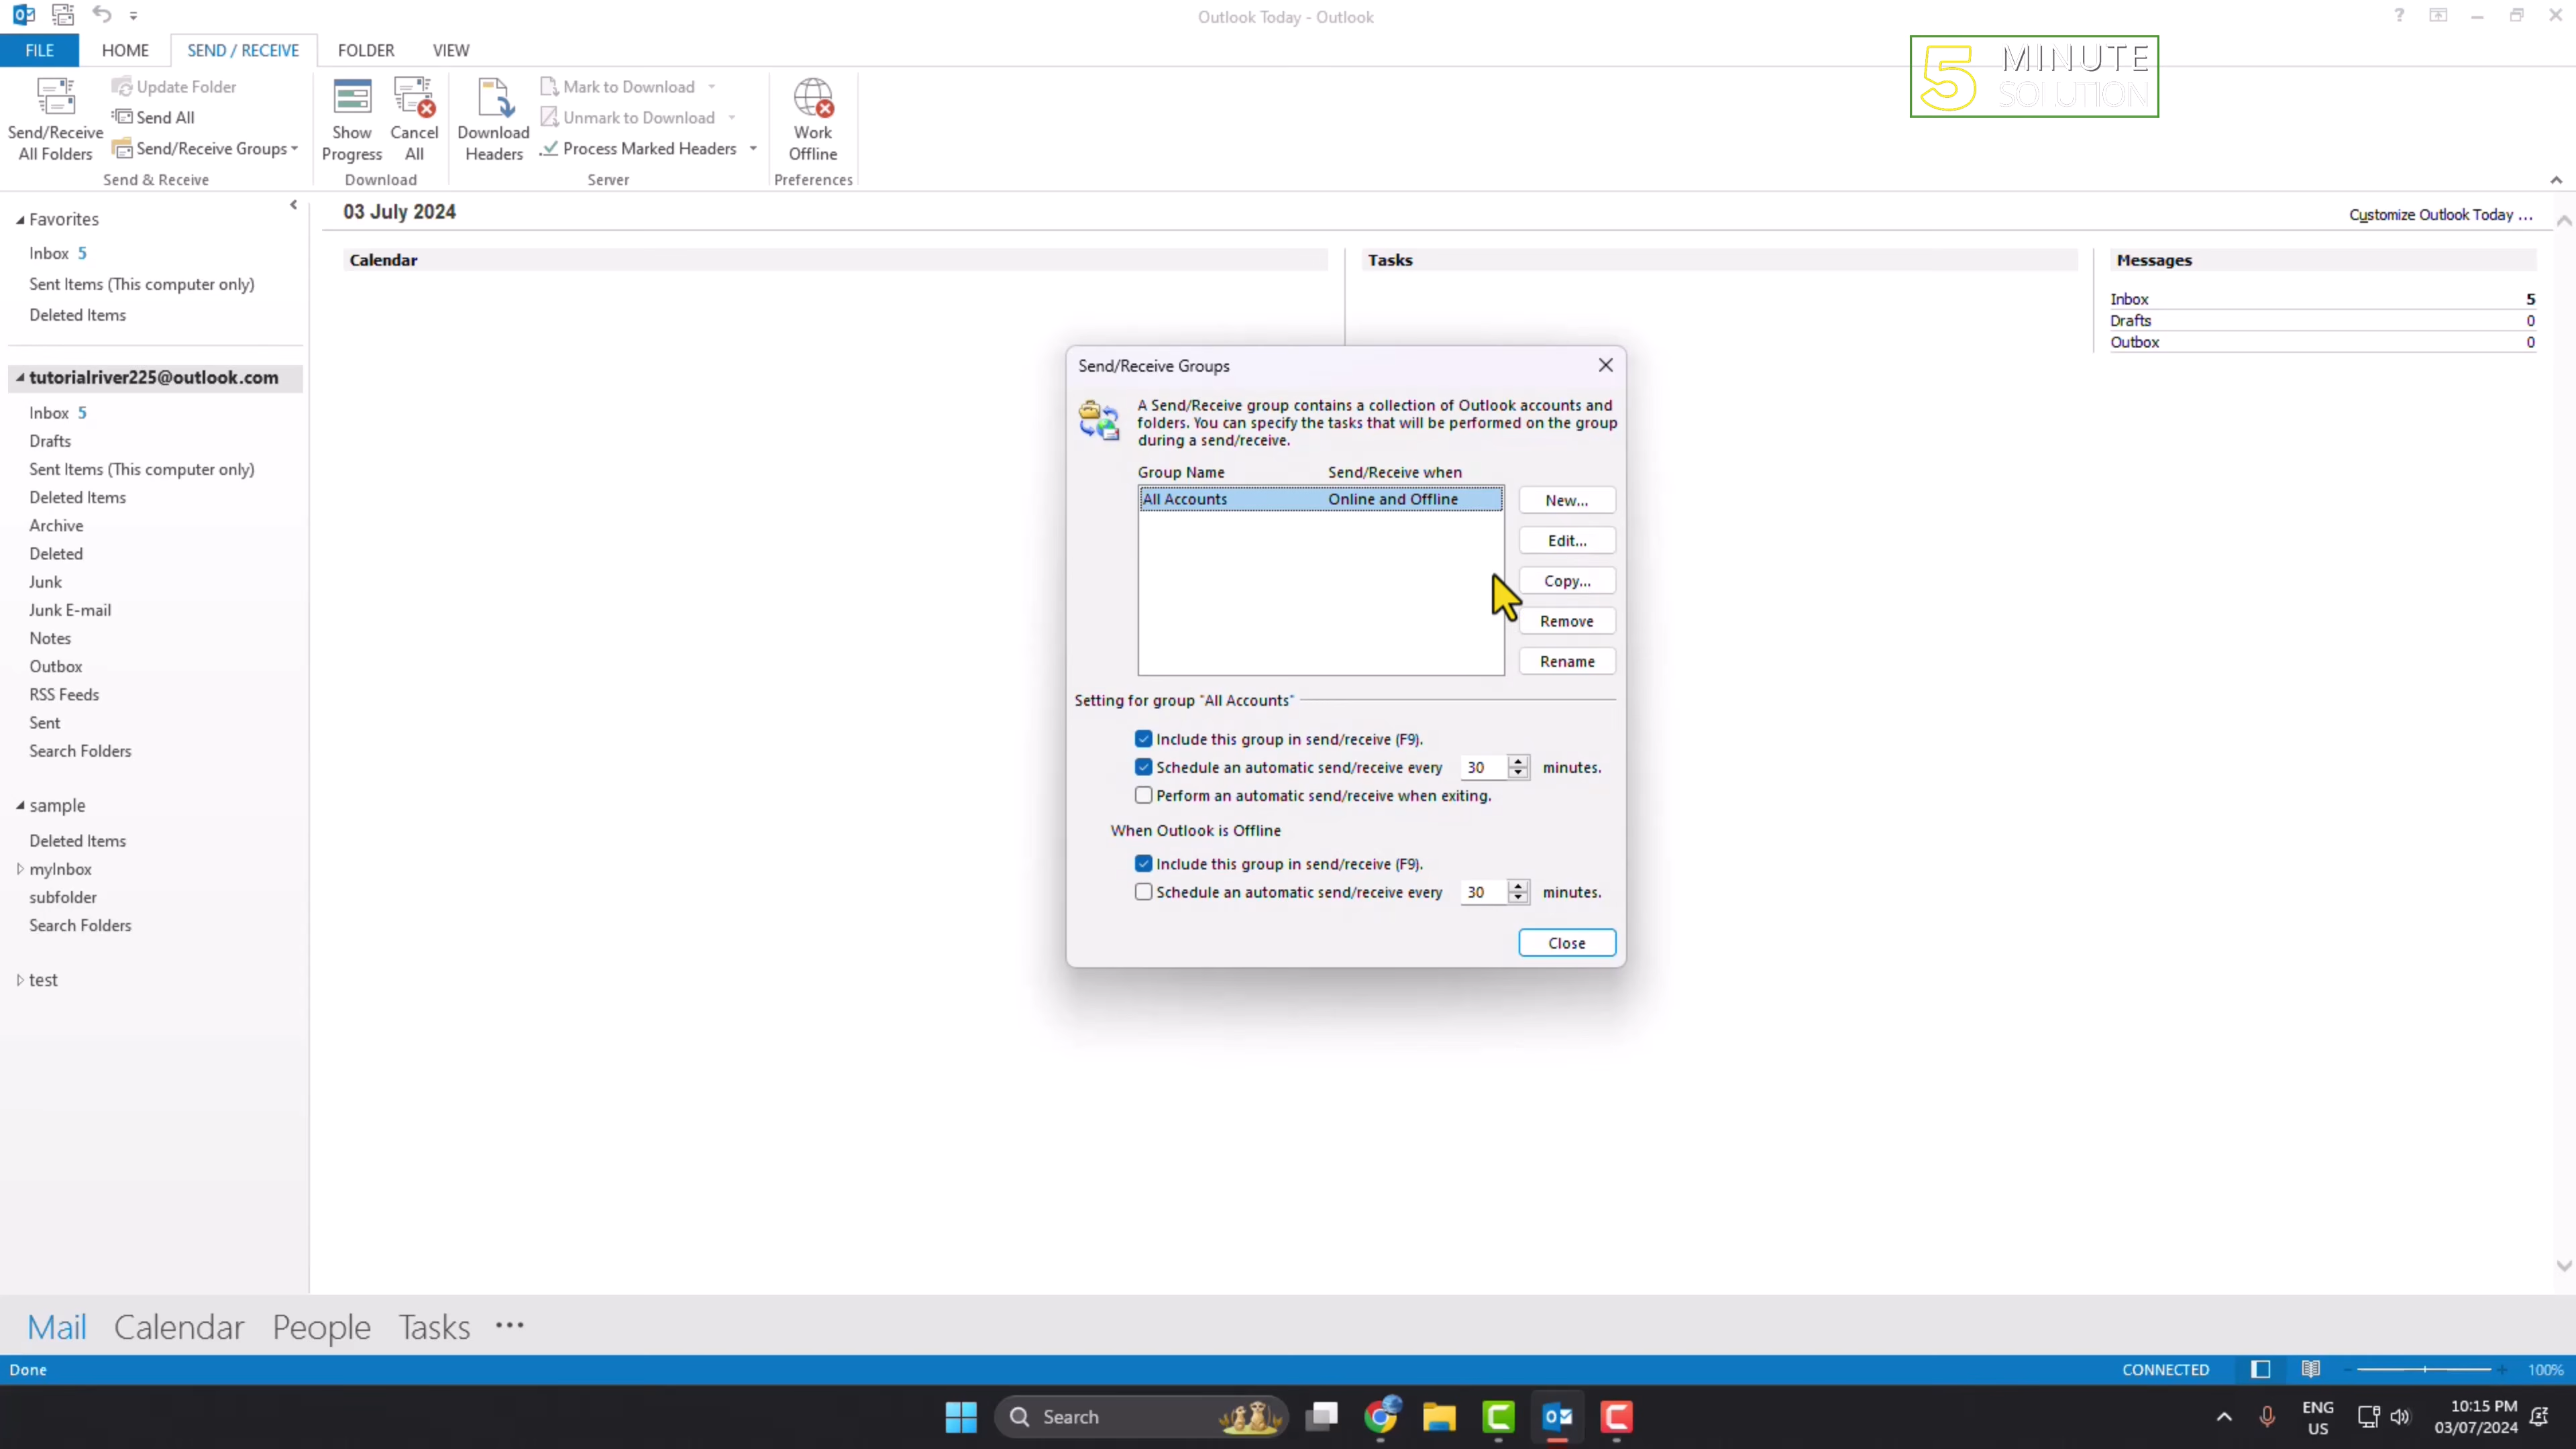 Outlook Today - Outlook
?
FILE HOME SEND / RECEIVE FOLDER VIEW
5 MINUTE SOLUTION
Send/Receive All Folders
Update Folder
Send All
Send/Receive Groups
Send & Receive
Show Progress
Cancel All
Download
Download Headers
Mark to Download
Unmark to Download
Process Marked Headers
Server
Work Offline
Preferences
Favorites
Inbox 5
Sent Items (This computer only)
Deleted Items
tutorialriver225@outlook.com
Inbox 5
Drafts
Sent Items (This computer only)
Deleted Items
Archive
Deleted
Junk
Junk E-mail
Notes
Outbox
RSS Feeds
Sent
Search Folders
sample
Deleted Items
myInbox
subfolder
Search Folders
test
03 July 2024
Customize Outlook Today ...
Calendar
Tasks
Messages
Inbox 5
Drafts 0
Outbox 0
Send/Receive Groups
A Send/Receive group contains a collection of Outlook accounts and
folders. You can specify the tasks that will be performed on the group
during a send/receive.
Group Name Send/Receive when
All Accounts Online and Offline
New...
Edit...
Copy...
Remove
Rename
Setting for group "All Accounts"
Include this group in send/receive (F9).
Schedule an automatic send/receive every 30 minutes.
Perform an automatic send/receive when exiting.
When Outlook is Offline
Include this group in send/receive (F9).
Schedule an automatic send/receive every 30 minutes.
Close
Mail Calendar People Tasks ...
Done
CONNECTED
100%
Search
ENG
US
10:15 PM
03/07/2024